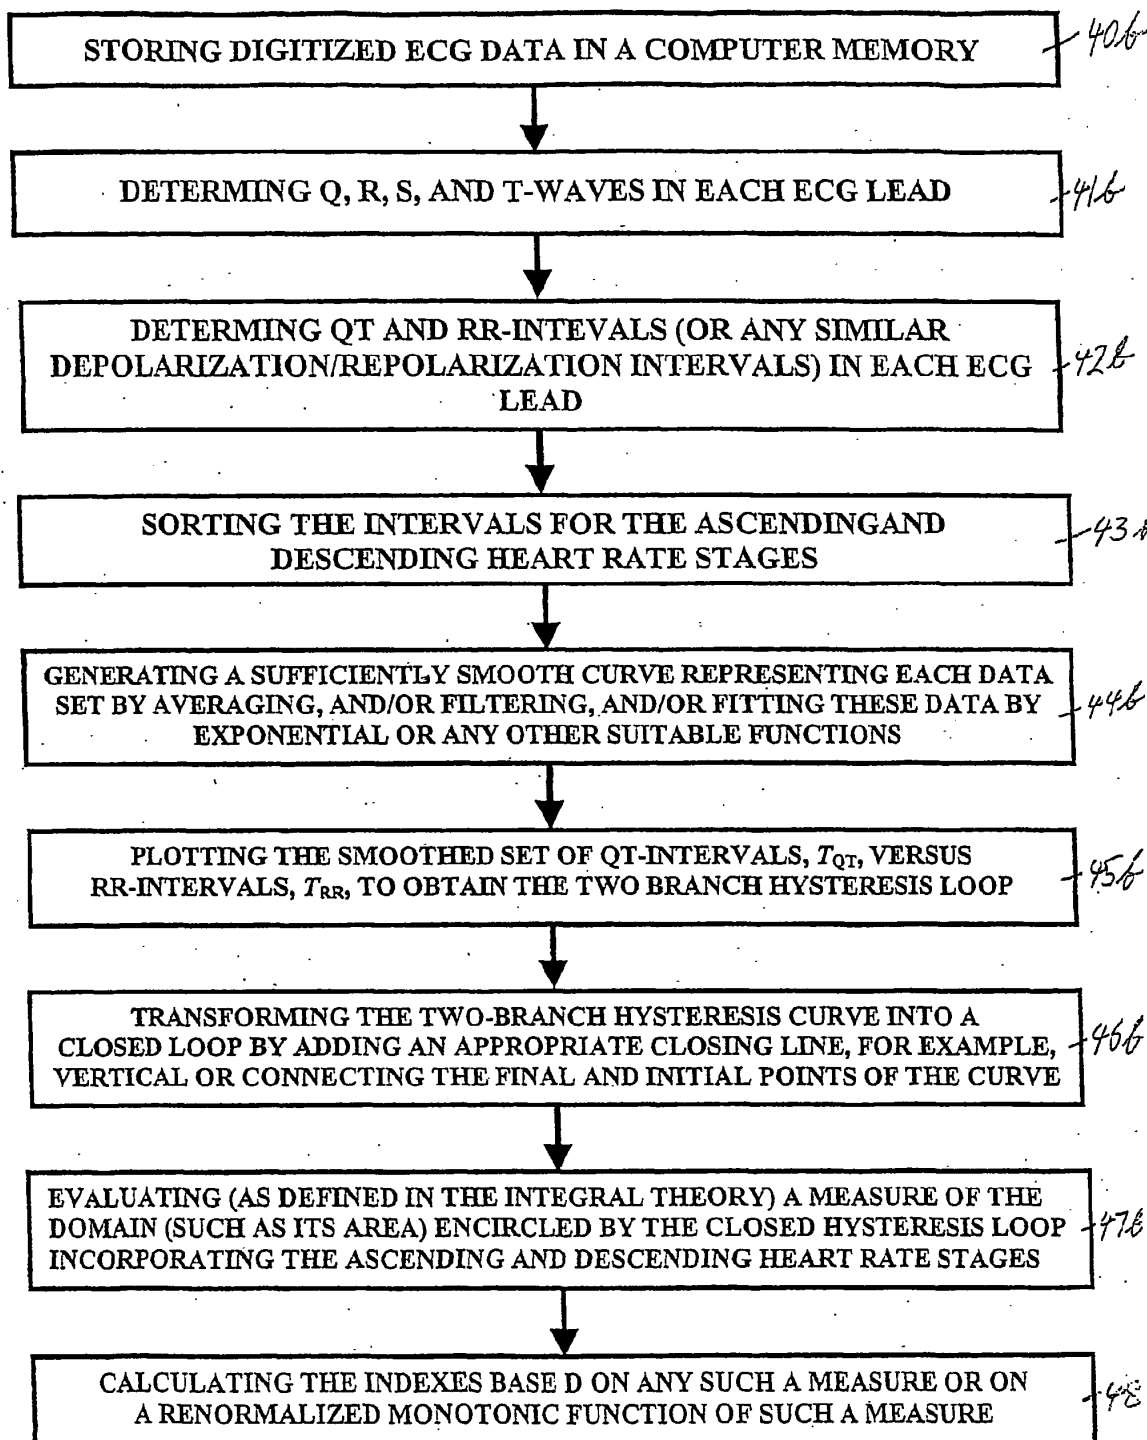 STORING DIGITIZED ECG DATA IN A COMPUTER MEMORY 40b
DETERMING Q, R, S, AND T-WAVES IN EACH ECG LEAD 41b
DETERMING QT AND RR-INTEVALS (OR ANY SIMILAR
DEPOLARIZATION/REPOLARIZATION INTERVALS) IN EACH ECG 42b
LEAD
SORTING THE INTERVALS FOR THE ASCENDINGAND 43b
DESCENDING HEART RATE STAGES
GENERATING A SUFFICIENTLY SMOOTH CURVE REPRESENTING EACH DATA
SET BY AVERAGING, AND/OR FILTERING, AND/OR FITTING THESE DATA BY 44b
EXPONENTIAL OR ANY OTHER SUITABLE FUNCTIONS
PLOTTING THE SMOOTHED SET OF QT-INTERVALS, T_QT, VERSUS
RR-INTERVALS, T_RR, TO OBTAIN THE TWO BRANCH HYSTERESIS LOOP 45b
TRANSFORMING THE TWO-BRANCH HYSTERESIS CURVE INTO A
CLOSED LOOP BY ADDING AN APPROPRIATE CLOSING LINE, FOR EXAMPLE, 46b
VERTICAL OR CONNECTING THE FINAL AND INITIAL POINTS OF THE CURVE
EVALUATING (AS DEFINED IN THE INTEGRAL THEORY) A MEASURE OF THE
DOMAIN (SUCH AS ITS AREA) ENCIRCLED BY THE CLOSED HYSTERESIS LOOP 47b
INCORPORATING THE ASCENDING AND DESCENDING HEART RATE STAGES
CALCULATING THE INDEXES BASE D ON ANY SUCH A MEASURE OR ON
A RENORMALIZED MONOTONIC FUNCTION OF SUCH A MEASURE